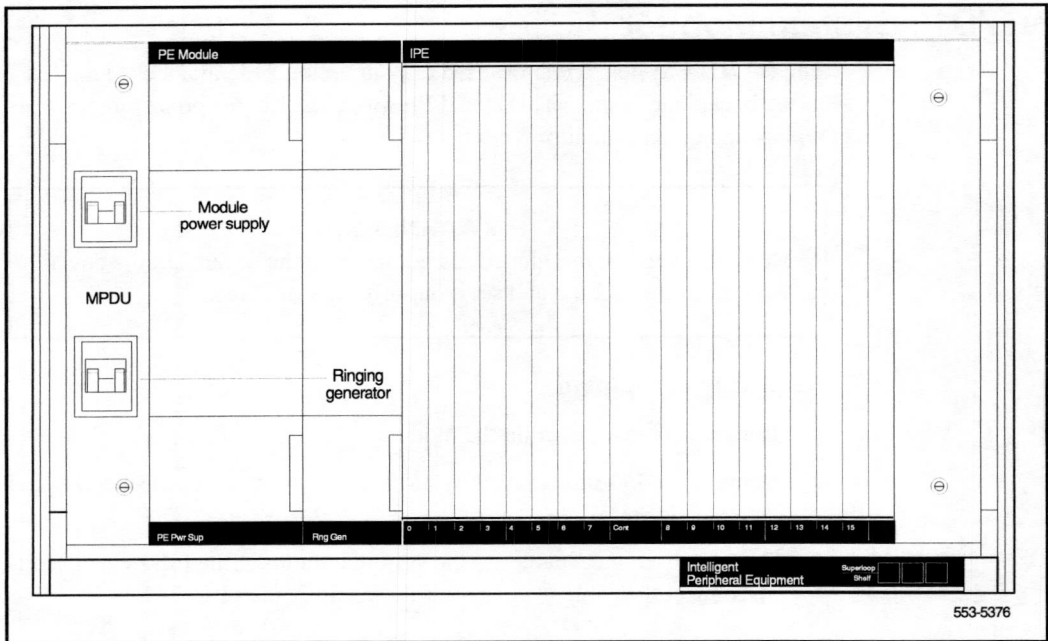 PE Module IPE
Module
power supply
MPDU
Ringing
generator
PE Pwr Sup Rng Gen 0 1 2 3 4 5 6 7 Cont 8 9 10 11 12 13 14 15
Intelligent
Peripheral Equipment
Superloop
Shelf
553-5376